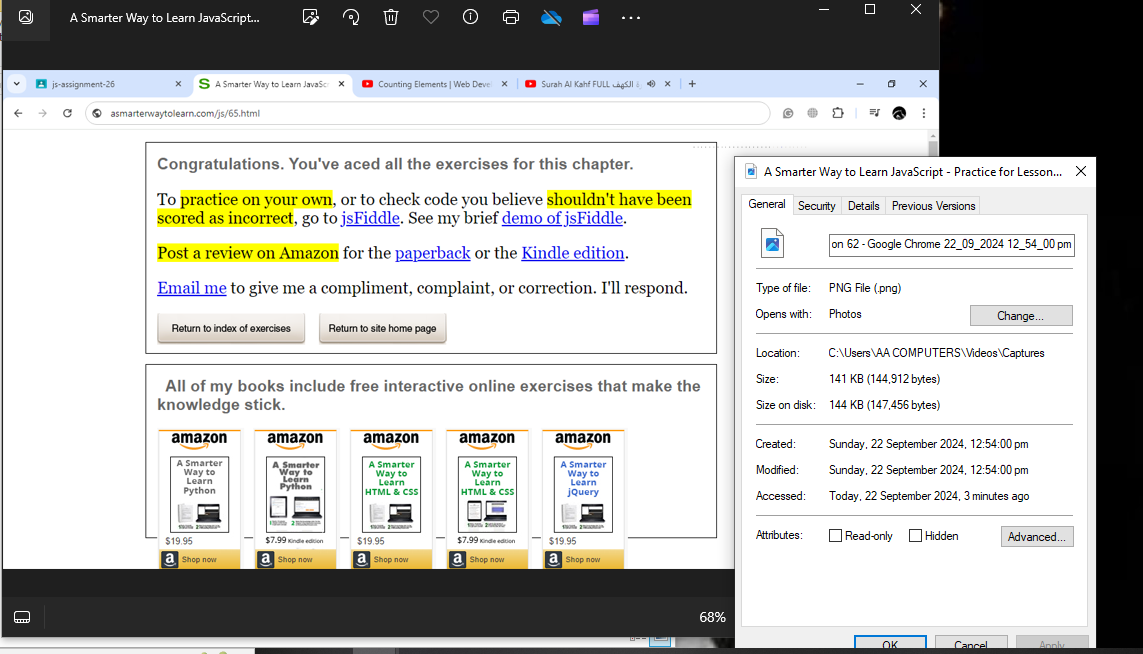 A Smarter Way to Learn JavaScript...
js-assignment-26
A Smarter Way to Learn JavaSc
Counting Elements | Web Deve
Surah Al Kahf FULL سورة الكهف
asmarterwaytolearn.com/js/65.html
Congratulations. You've aced all the exercises for this chapter.
To practice on your own, or to check code you believe shouldn't have been
scored as incorrect, go to jsFiddle. See my brief demo of jsFiddle.
Post a review on Amazon for the paperback or the Kindle edition.
Email me to give me a compliment, complaint, or correction. I'll respond.
Return to index of exercises
Return to site home page
All of my books include free interactive online exercises that make the
knowledge stick.
amazon
A Smarter
Way to
Learn
Python
$19.95
a Shop now
amazon
A Smarter
Way to
Learn
Python
$7.99 Kindle edition
a Shop now
amazon
A Smarter
Way to
Learn
HTML & CSS
$19.95
a Shop now
amazon
A Smarter
Way to
Learn
HTML & CSS
$7.99 Kindle edition
a Shop now
amazon
A Smarter
Way to
Learn
jQuery
$19.95
a Shop now
68%
A Smarter Way to Learn JavaScript - Practice for Lesson...
General
Security
Details
Previous Versions
on 62 - Google Chrome 22_09_2024 12_54_00 pm
Type of file: PNG File (.png)
Opens with: Photos
Change...
Location: C:\Users\AA COMPUTERS\Videos\Captures
Size: 141 KB (144,912 bytes)
Size on disk: 144 KB (147,456 bytes)
Created: Sunday, 22 September 2024, 12:54:00 pm
Modified: Sunday, 22 September 2024, 12:54:00 pm
Accessed: Today, 22 September 2024, 3 minutes ago
Attributes: Read-only Hidden
Advanced...
OK
Cancel
Apply